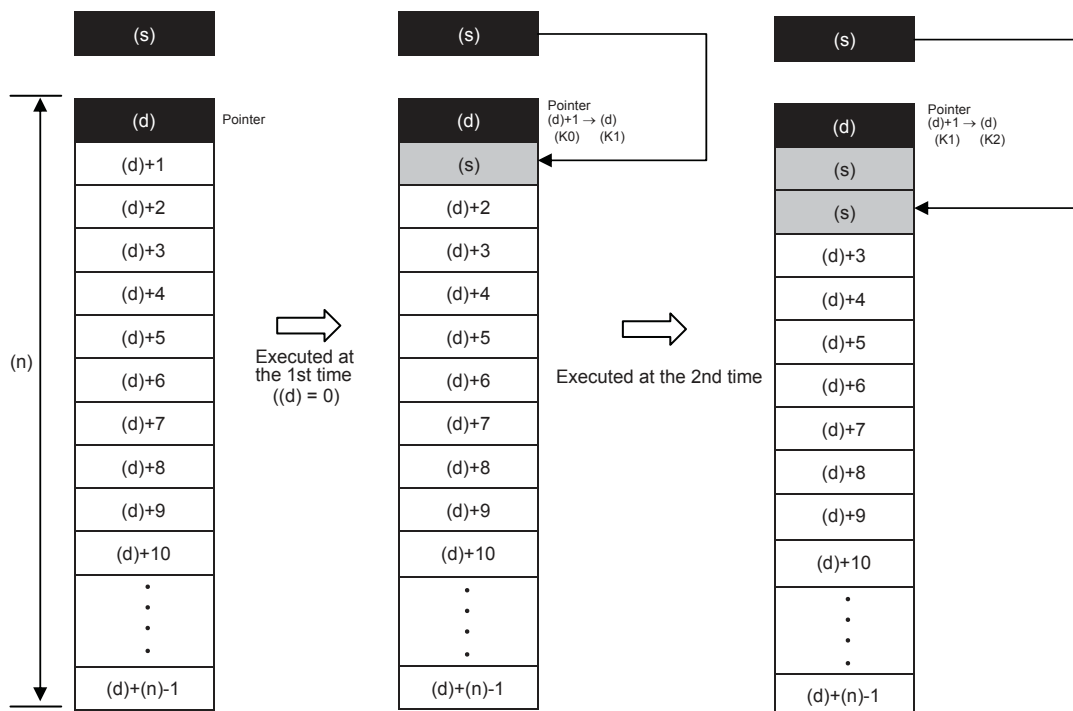 (s)
(d)
Pointer
(d)+1
(d)+2
(d)+3
(d)+4
(d)+5
(d)+6
(d)+7
(d)+8
(d)+9
(d)+10
(d)+(n)-1
(n)
Executed at
the 1st time
((d) = 0)
(s)
(d)
Pointer
(d)+1 → (d)
(K0) (K1)
(s)
(d)+2
(d)+3
(d)+4
(d)+5
(d)+6
(d)+7
(d)+8
(d)+9
(d)+10
(d)+(n)-1
Executed at the 2nd time
(s)
(d)
Pointer
(d)+1 → (d)
(K1) (K2)
(s)
(s)
(d)+3
(d)+4
(d)+5
(d)+6
(d)+7
(d)+8
(d)+9
(d)+10
(d)+(n)-1